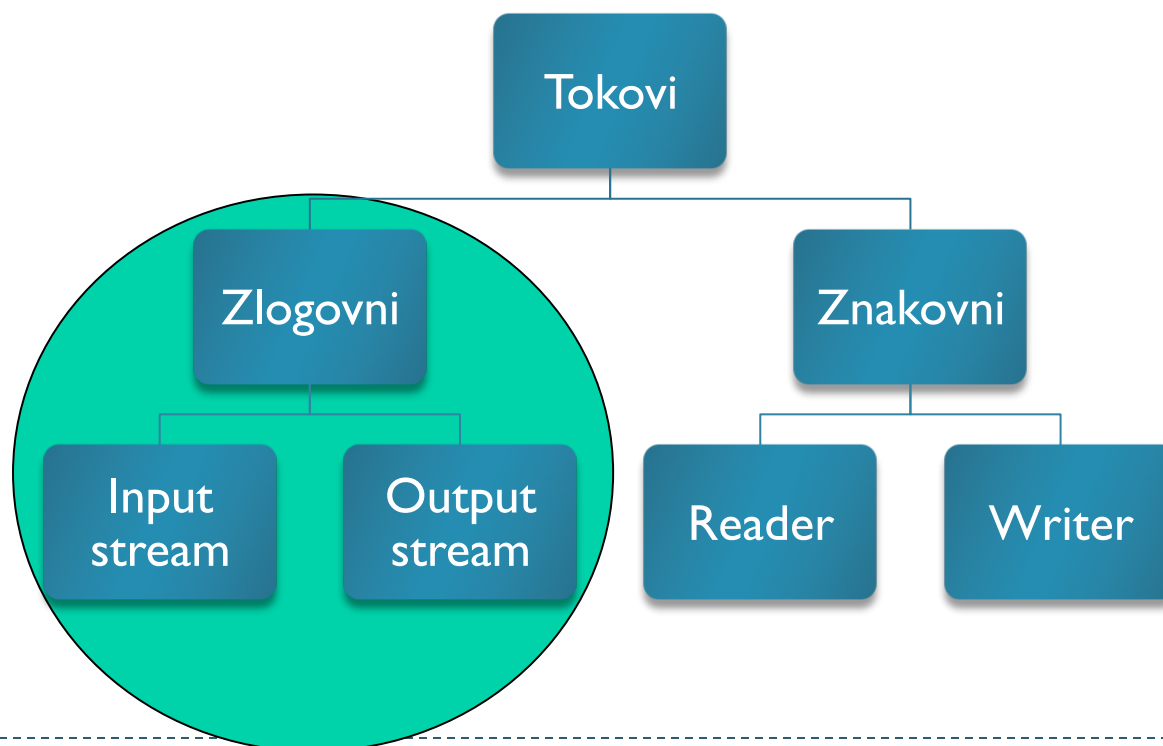 Tokovi
Zlogovni
Znakovni
Input
stream
Output
stream
Reader
Writer